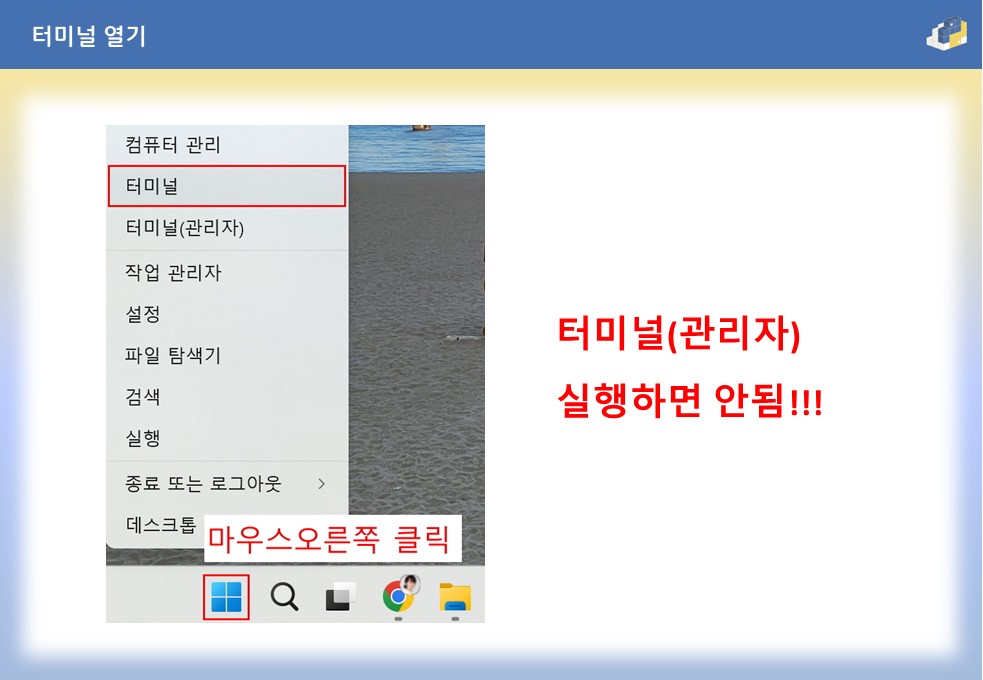 터미널 열기
컴퓨터 관리
터미널
터미널(관리자)
작업 관리자
설정
파일 탐색기
검색
실행
종료 또는 로그아웃
데스크톱
마우스오른쪽 클릭
터미널(관리자)
실행하면 안됨!!!